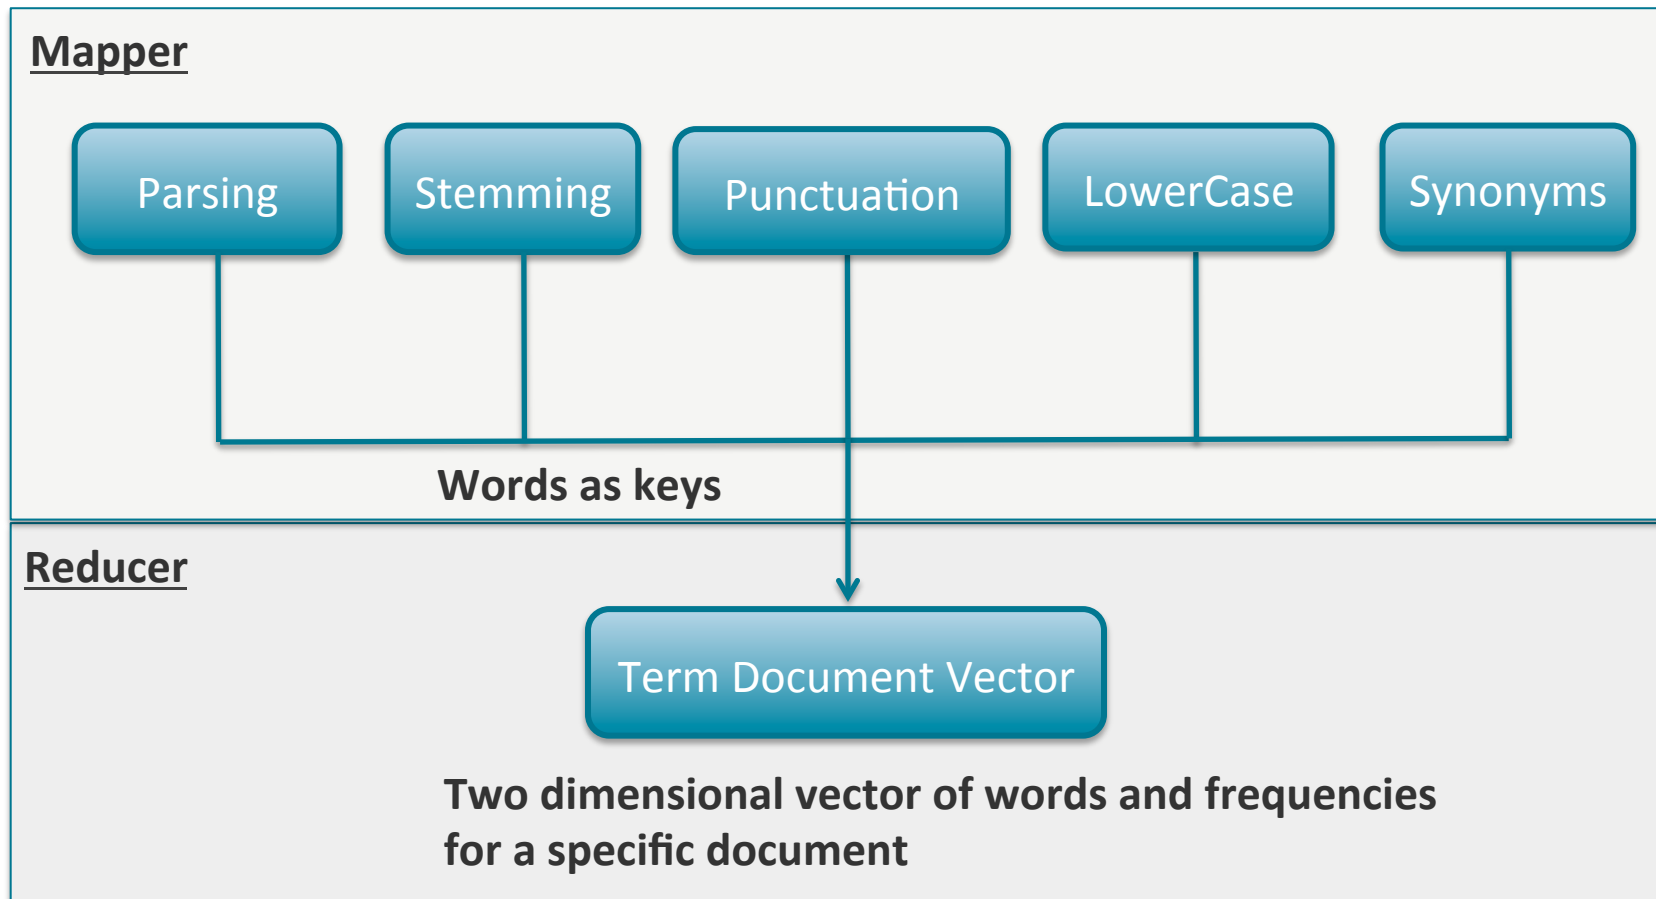 Mapper
Parsing
Stemming
Punctuation
LowerCase
Synonyms
Words as keys
Reducer
Term Document Vector
Two dimensional vector of words and frequencies
for a specific document